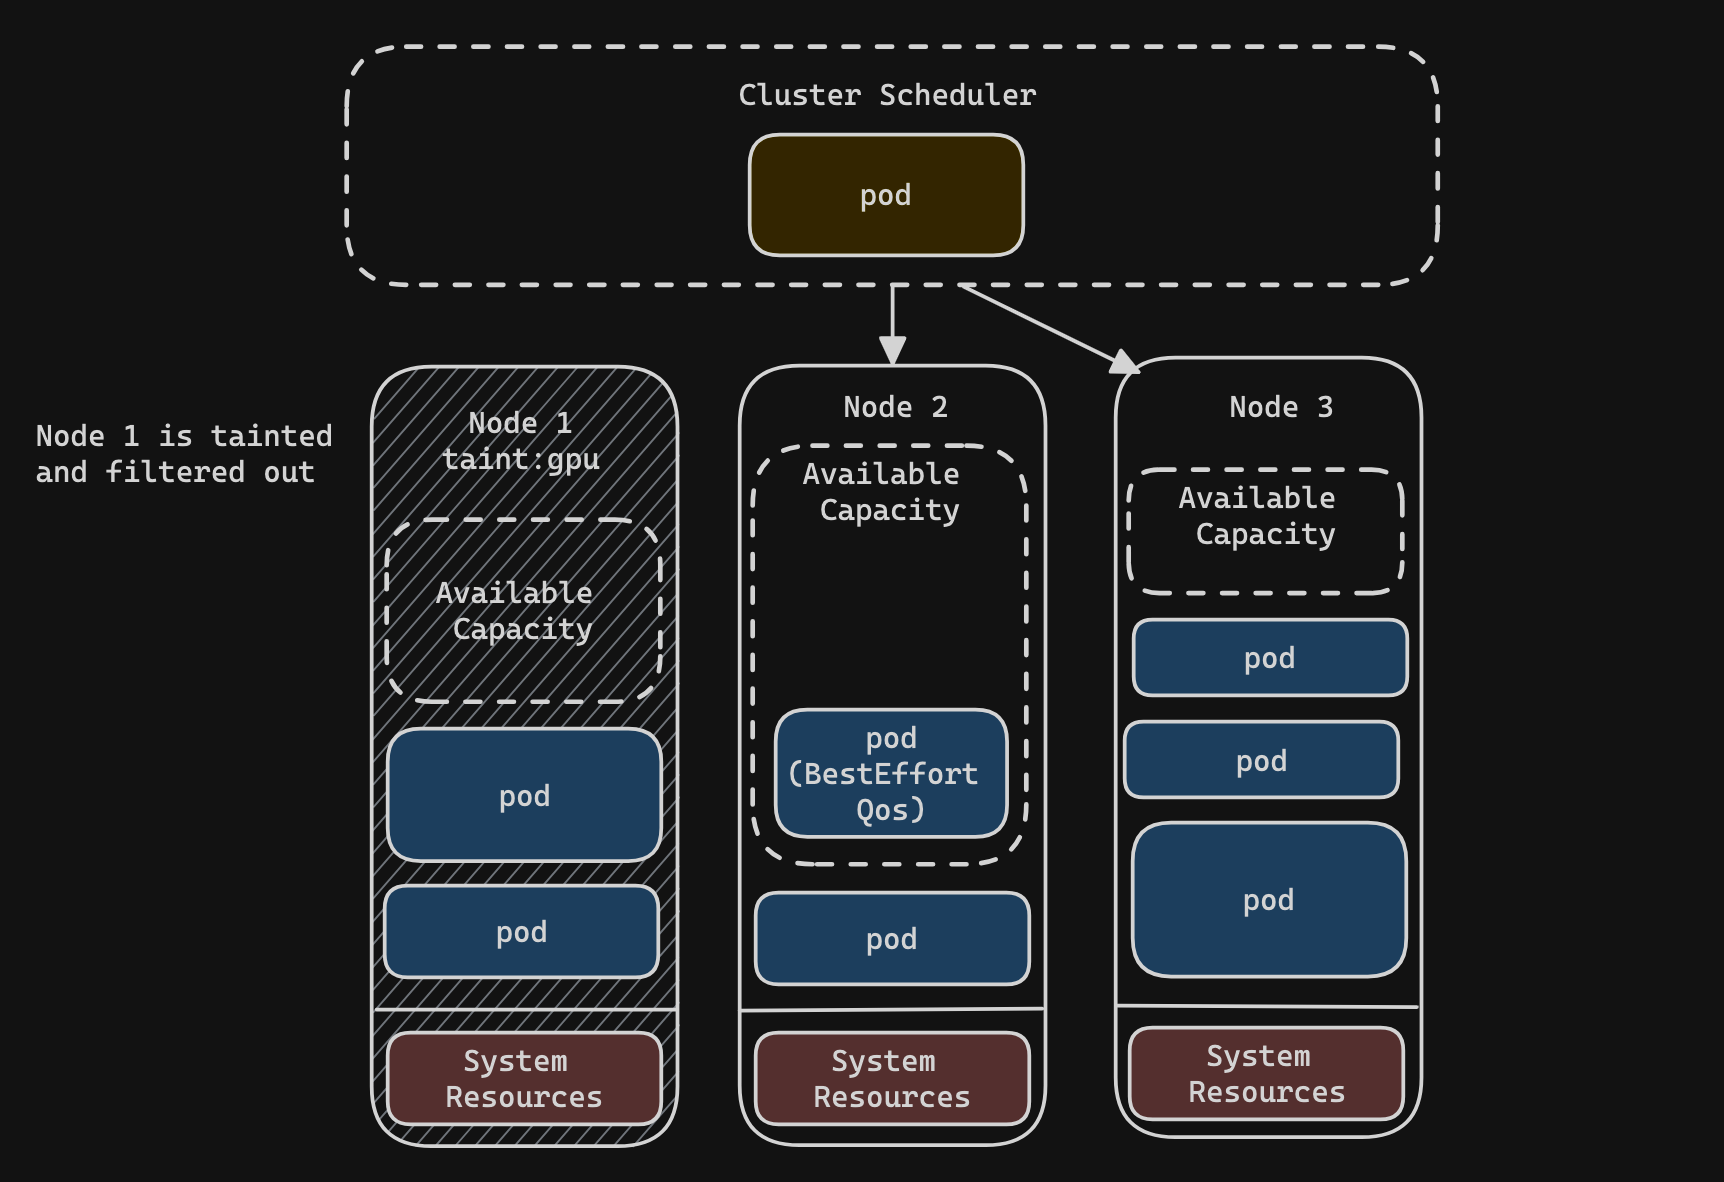 Cluster Scheduler
pod
Node 1 is tainted
and filtered out
Node 1
taint:gpu
Available
Capacity
pod
pod
System
Resources
Node 2
Available
Capacity
pod
(BestEffort
Qos)
pod
System
Resources
Node 3
Available
Capacity
pod
pod
pod
System
Resources